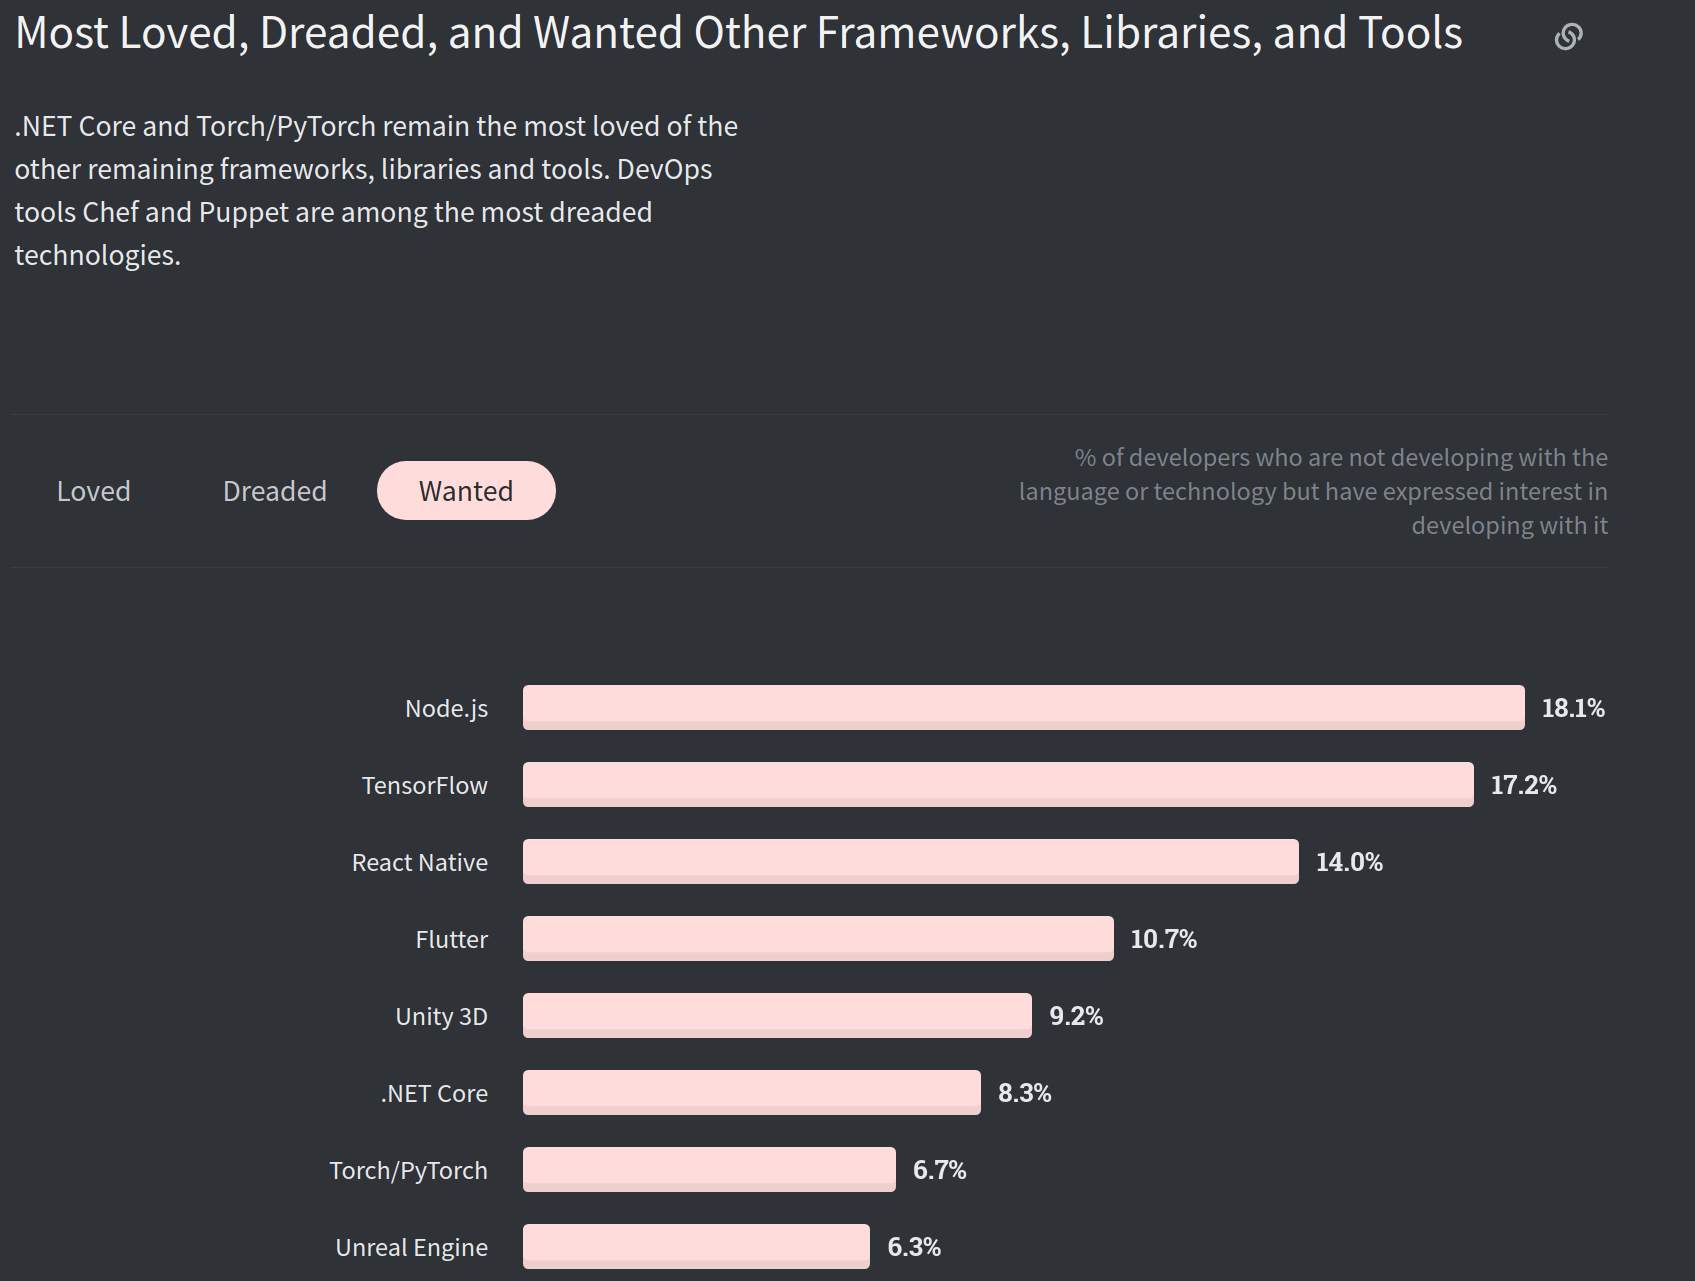 Most Loved, Dreaded, and Wanted Other Frameworks, Libraries, and Tools
.NET Core and Torch/PyTorch remain the most loved of the
other remaining frameworks, libraries and tools. DevOps
tools Chef and Puppet are among the most dreaded
technologies.
Loved Dreaded Wanted
% of developers who are not developing with the
language or technology but have expressed interest in
developing with it
Node.js 18.1%
TensorFlow 17.2%
React Native 14.0%
Flutter 10.7%
Unity 3D 9.2%
.NET Core 8.3%
Torch/PyTorch 6.7%
Unreal Engine 6.3%